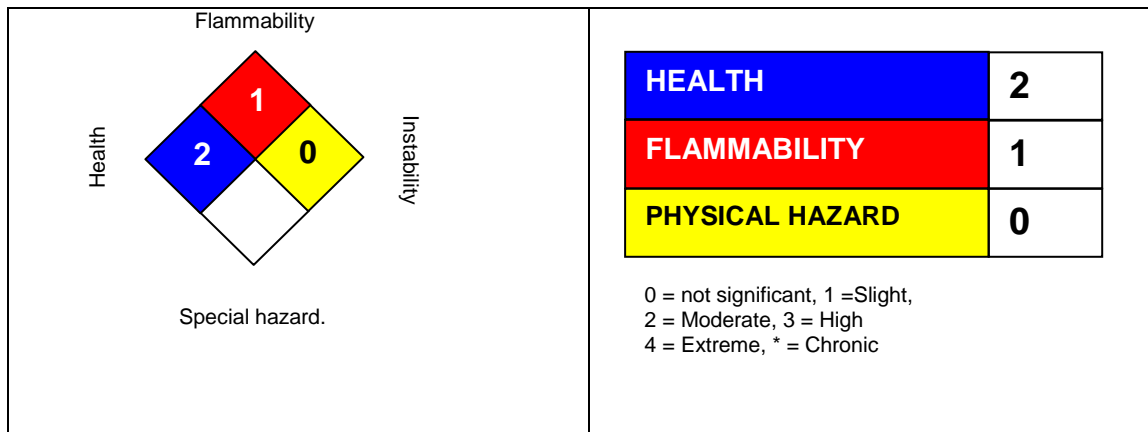 Flammability
1
Health
2
0
Instability
Special hazard.
HEALTH 2
FLAMMABILITY 1
PHYSICAL HAZARD 0
0 = not significant, 1 =Slight,
2 = Moderate, 3 = High
4 = Extreme, * = Chronic